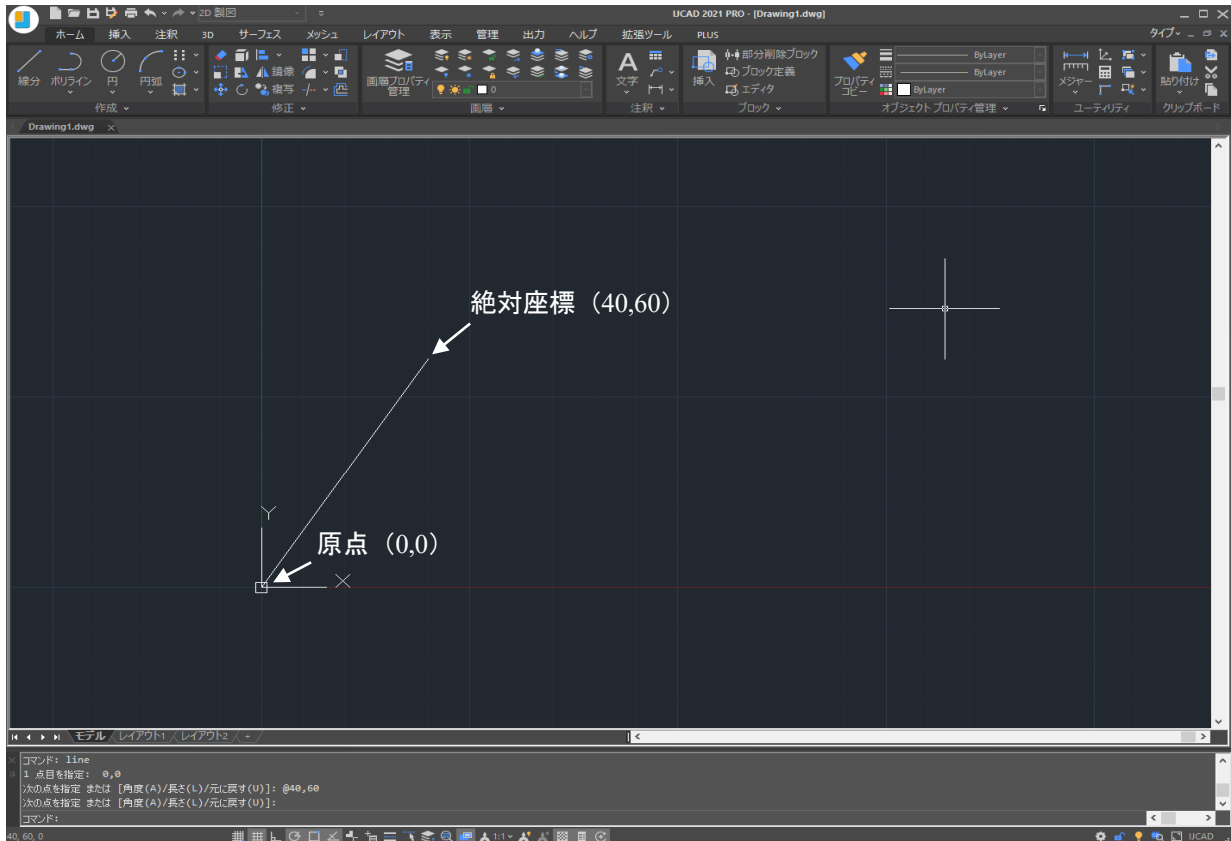 2D 製図
IJCAD 2021 PRO - [Drawing1.dwg]
ホーム 挿入 注釈 3D サーフェス メッシュ レイアウト 表示 管理 出力 ヘルプ 拡張ツール PLUS タイプ
線分 ポリライン 円 円弧
作成
鏡像
複写
修正
画層プロパティ
管理
0
画層
文字
注釈
挿入
部分削除ブロック
ブロック定義
エディタ
ブロック
プロパティ
コピー
ByLayer
ByLayer
ByLayer
オブジェクト プロパティ管理
メジャー
ユーティリティ
貼り付け
クリップボード
Drawing1.dwg
絶対座標（40,60）
Y
原点（0,0）
X
モデル レイアウト1 レイアウト2 +
コマンド: line
1 点目を指定: 0,0
次の点を指定 または [角度(A)/長さ(L)/元に戻す(U)]: @40,60
次の点を指定 または [角度(A)/長さ(L)/元に戻す(U)]:
コマンド:
40, 60, 0
1:1
IJCAD